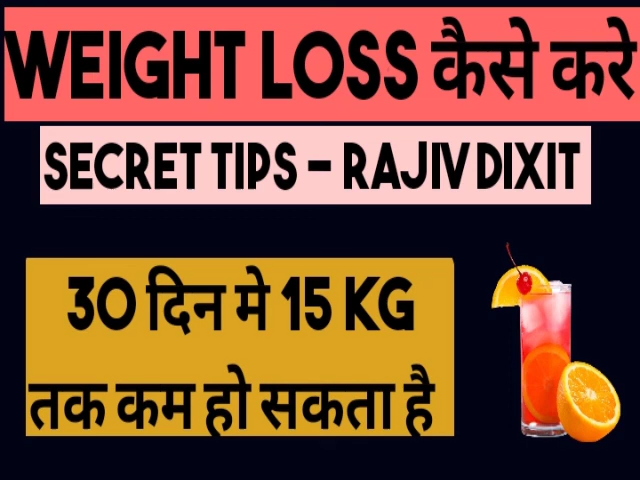 WEIGHT LOSS कैसे करे
SECRET TIPS - RAJIV DIXIT
30 दिन मे 15 KG
तक कम हो सकता है